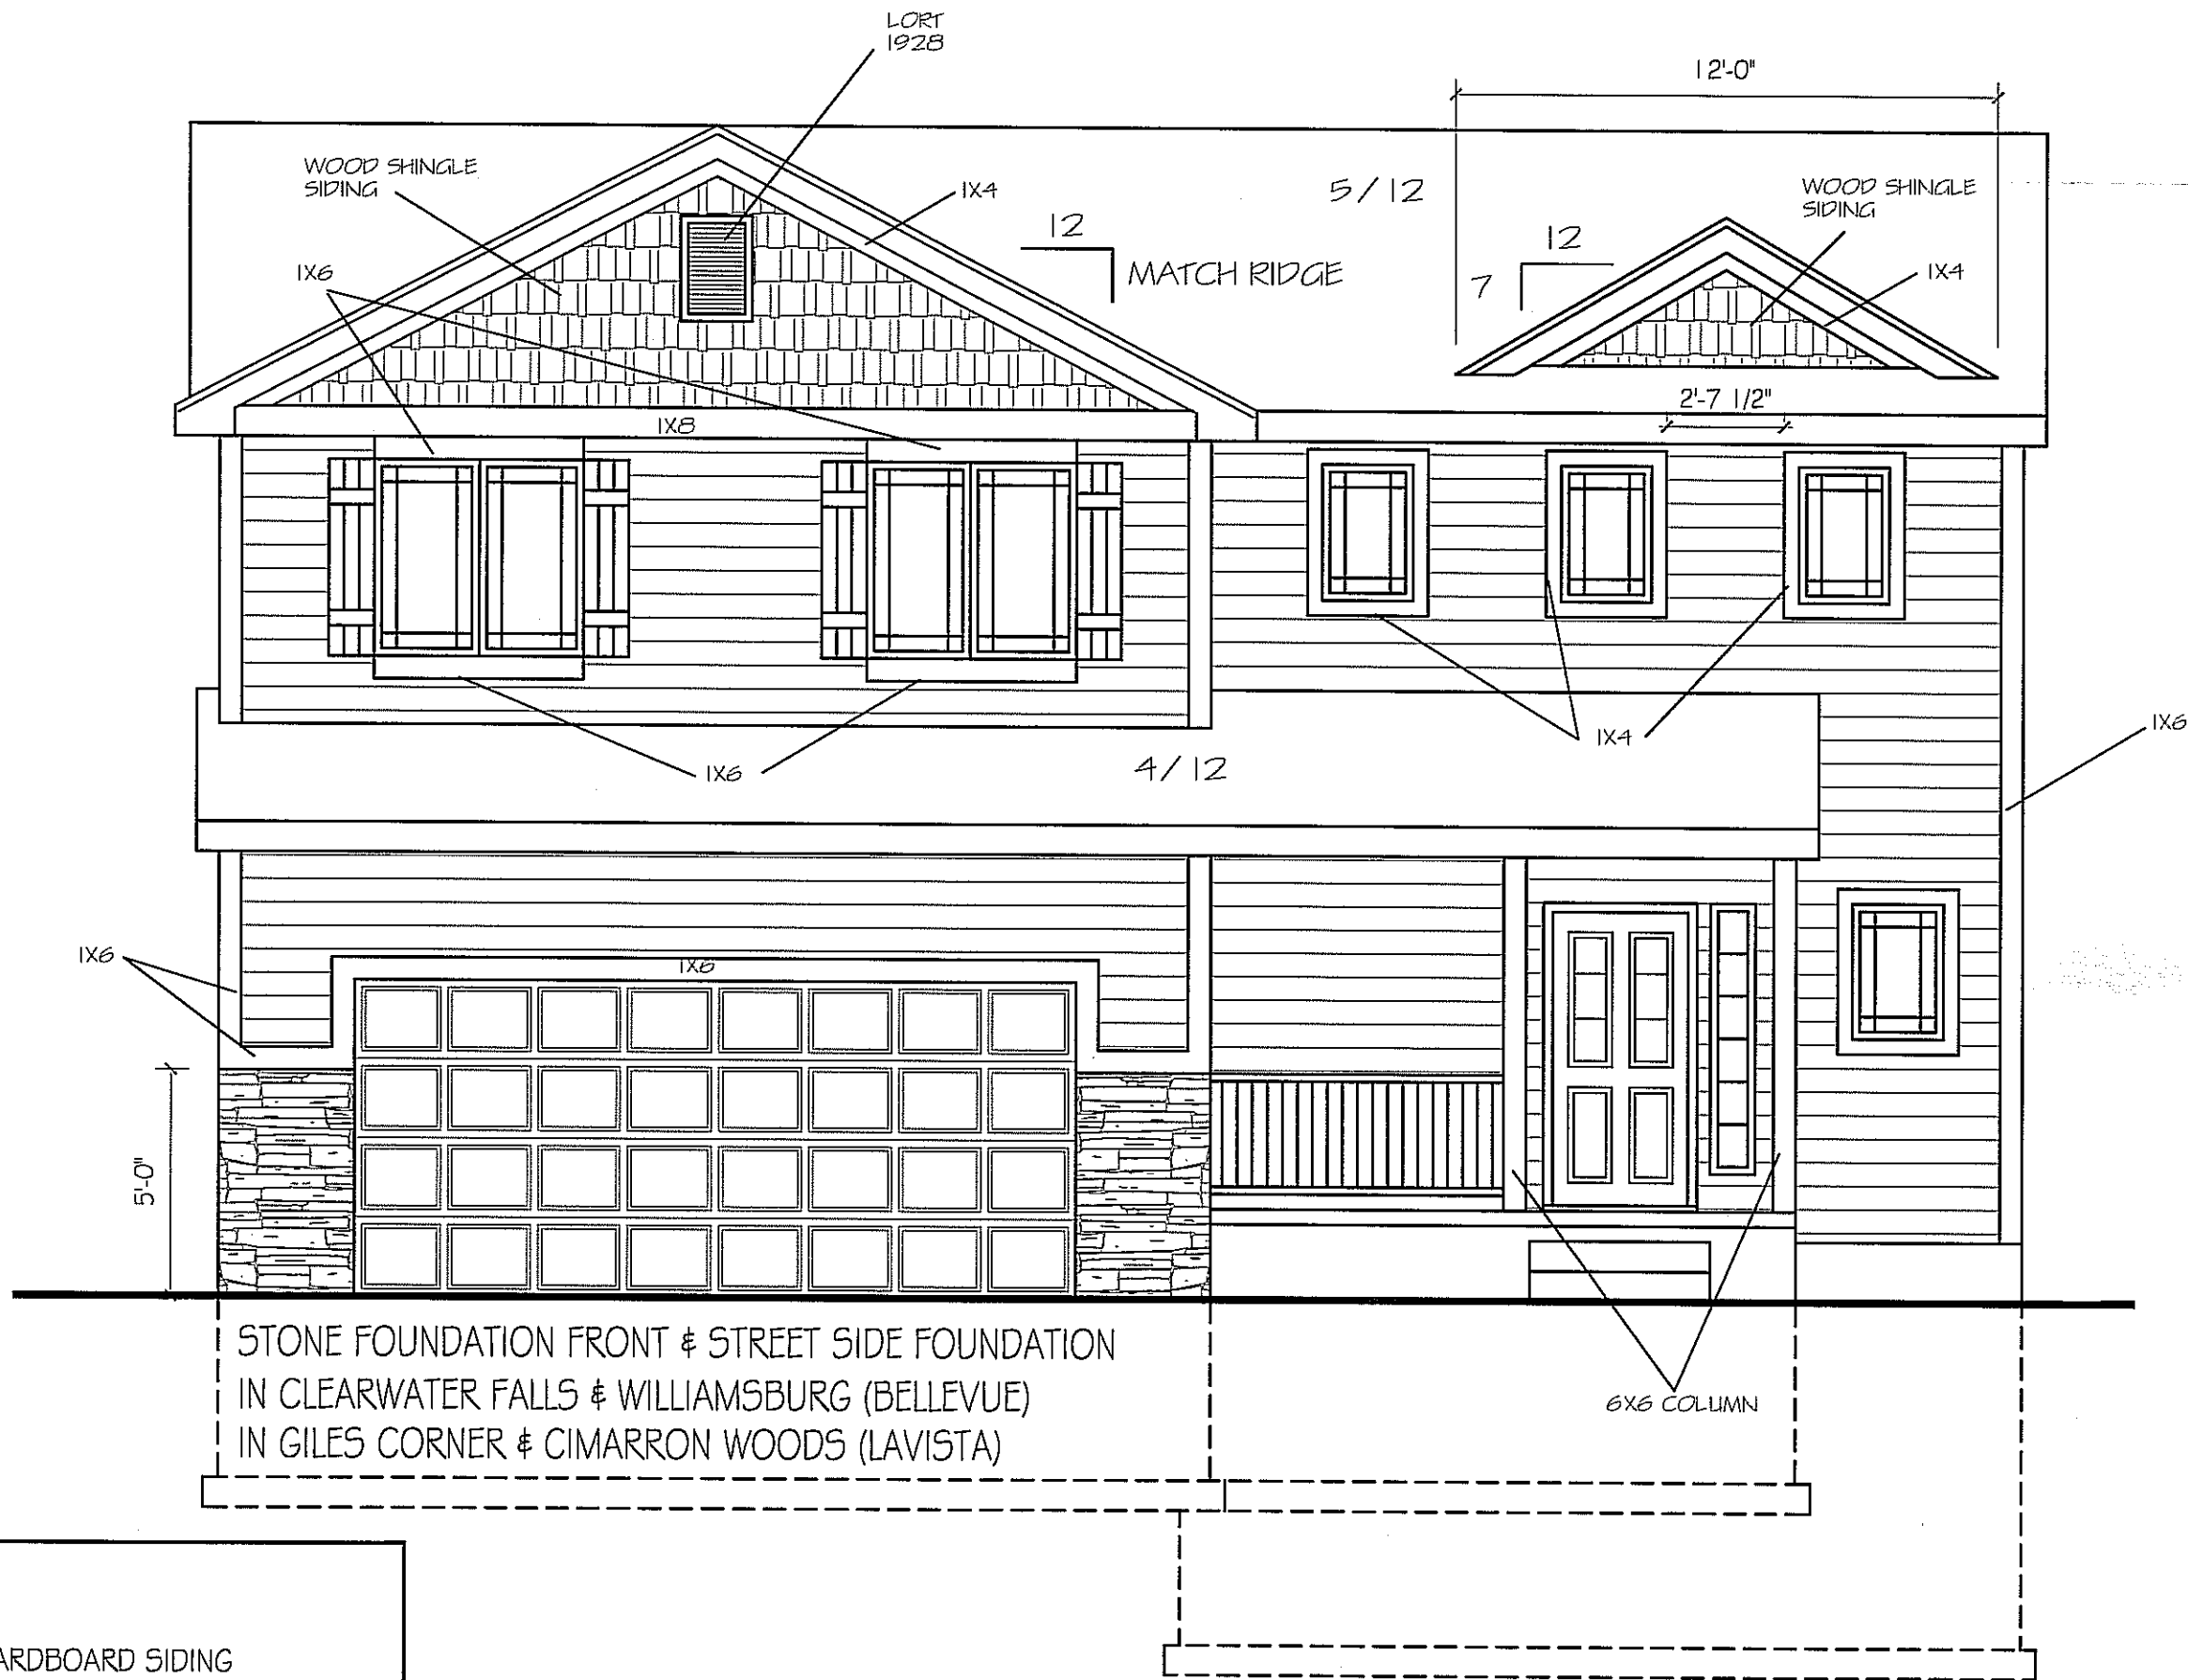 LORT
1928
12'-0"
WOOD SHINGLE
SIDING
1X4
5/12
WOOD SHINGLE
SIDING
12
MATCH RIDGE
12
7
1X4
1X6
2'-7 1/2"
1X8
1X6
1X4
1X6
4/12
1X6
1X6
5'-0"
STONE FOUNDATION FRONT & STREET SIDE FOUNDATION
IN CLEARWATER FALLS & WILLIAMSBURG (BELLEVUE)
IN GILES CORNER & CIMARRON WOODS (LAVISTA)
6X6 COLUMN
ARDBOARD SIDING